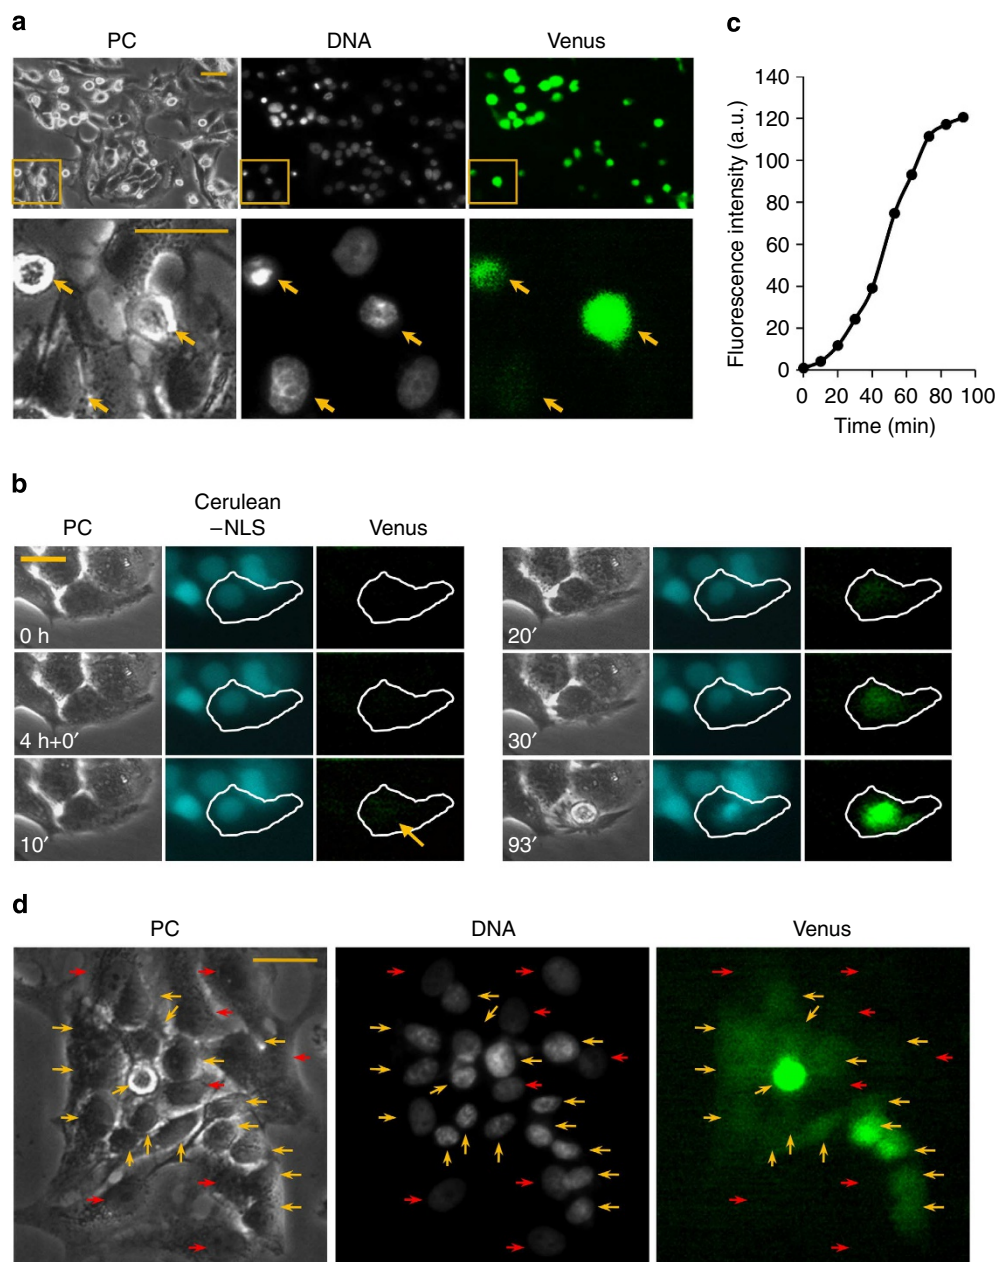 a
PC
DNA
Venus
c
Fluorescence intensity (a.u.)
140
120
100
80
60
40
20
0
0 20 40 60 80 100
Time (min)
b
PC
Cerulean
–NLS
Venus
0 h
4 h+0′
10′
20′
30′
93′
d
PC
DNA
Venus